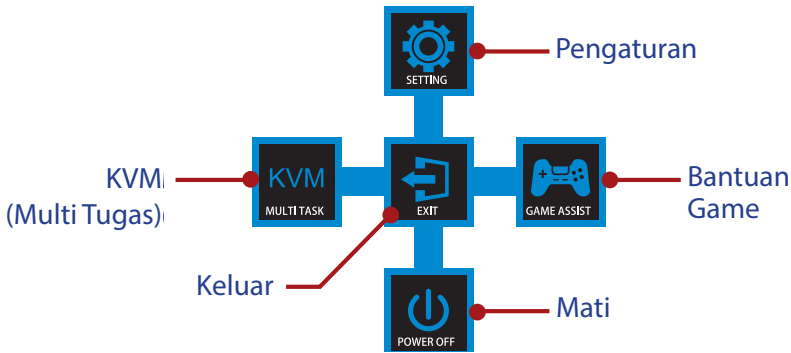 SETTING
Pengaturan
KVM
(Multi Tugas)
KVM
MULTI TASK
EXIT
GAME ASSIST
Bantuan
Game
Keluar
POWER OFF
Mati